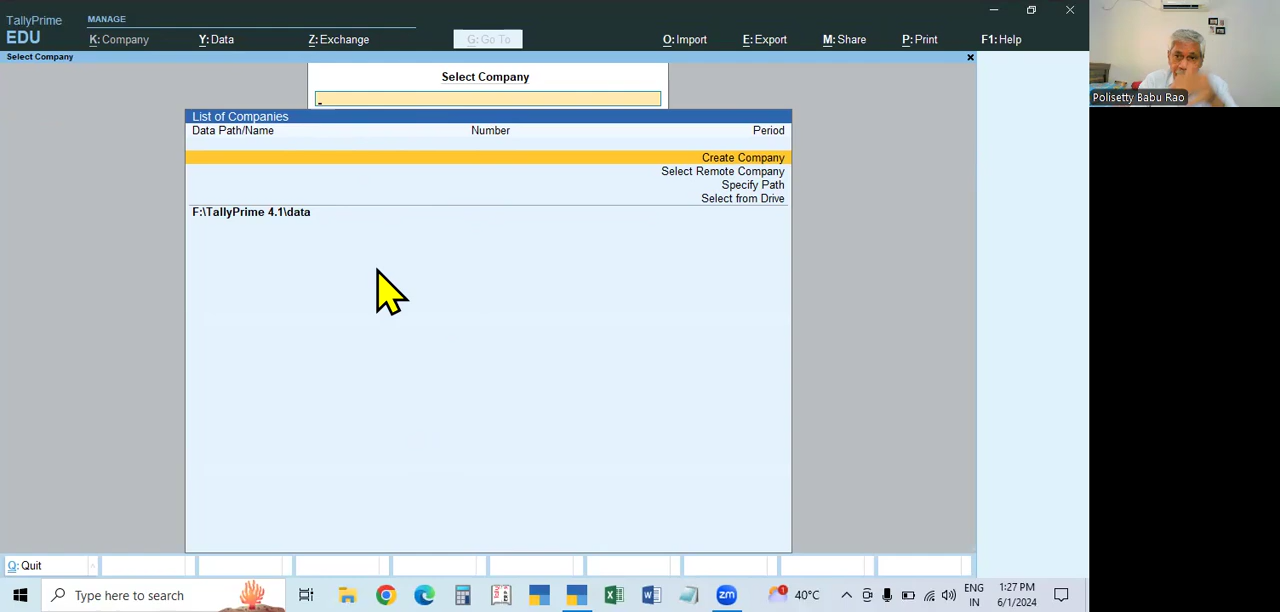 TallyPrime
EDU
MANAGE
K: Company
Y: Data
Z: Exchange
G: Go To
O: Import
E: Export
M: Share
P: Print
F1: Help
Select Company
Select Company
List of Companies
Data Path/Name
Number
Period
Create Company
Select Remote Company
Specify Path
Select from Drive
F:\TallyPrime 4.1\data
Polisetty Babu Rao
Q: Quit
Type here to search
40°C
ENG
IN
1:27 PM
6/1/2024